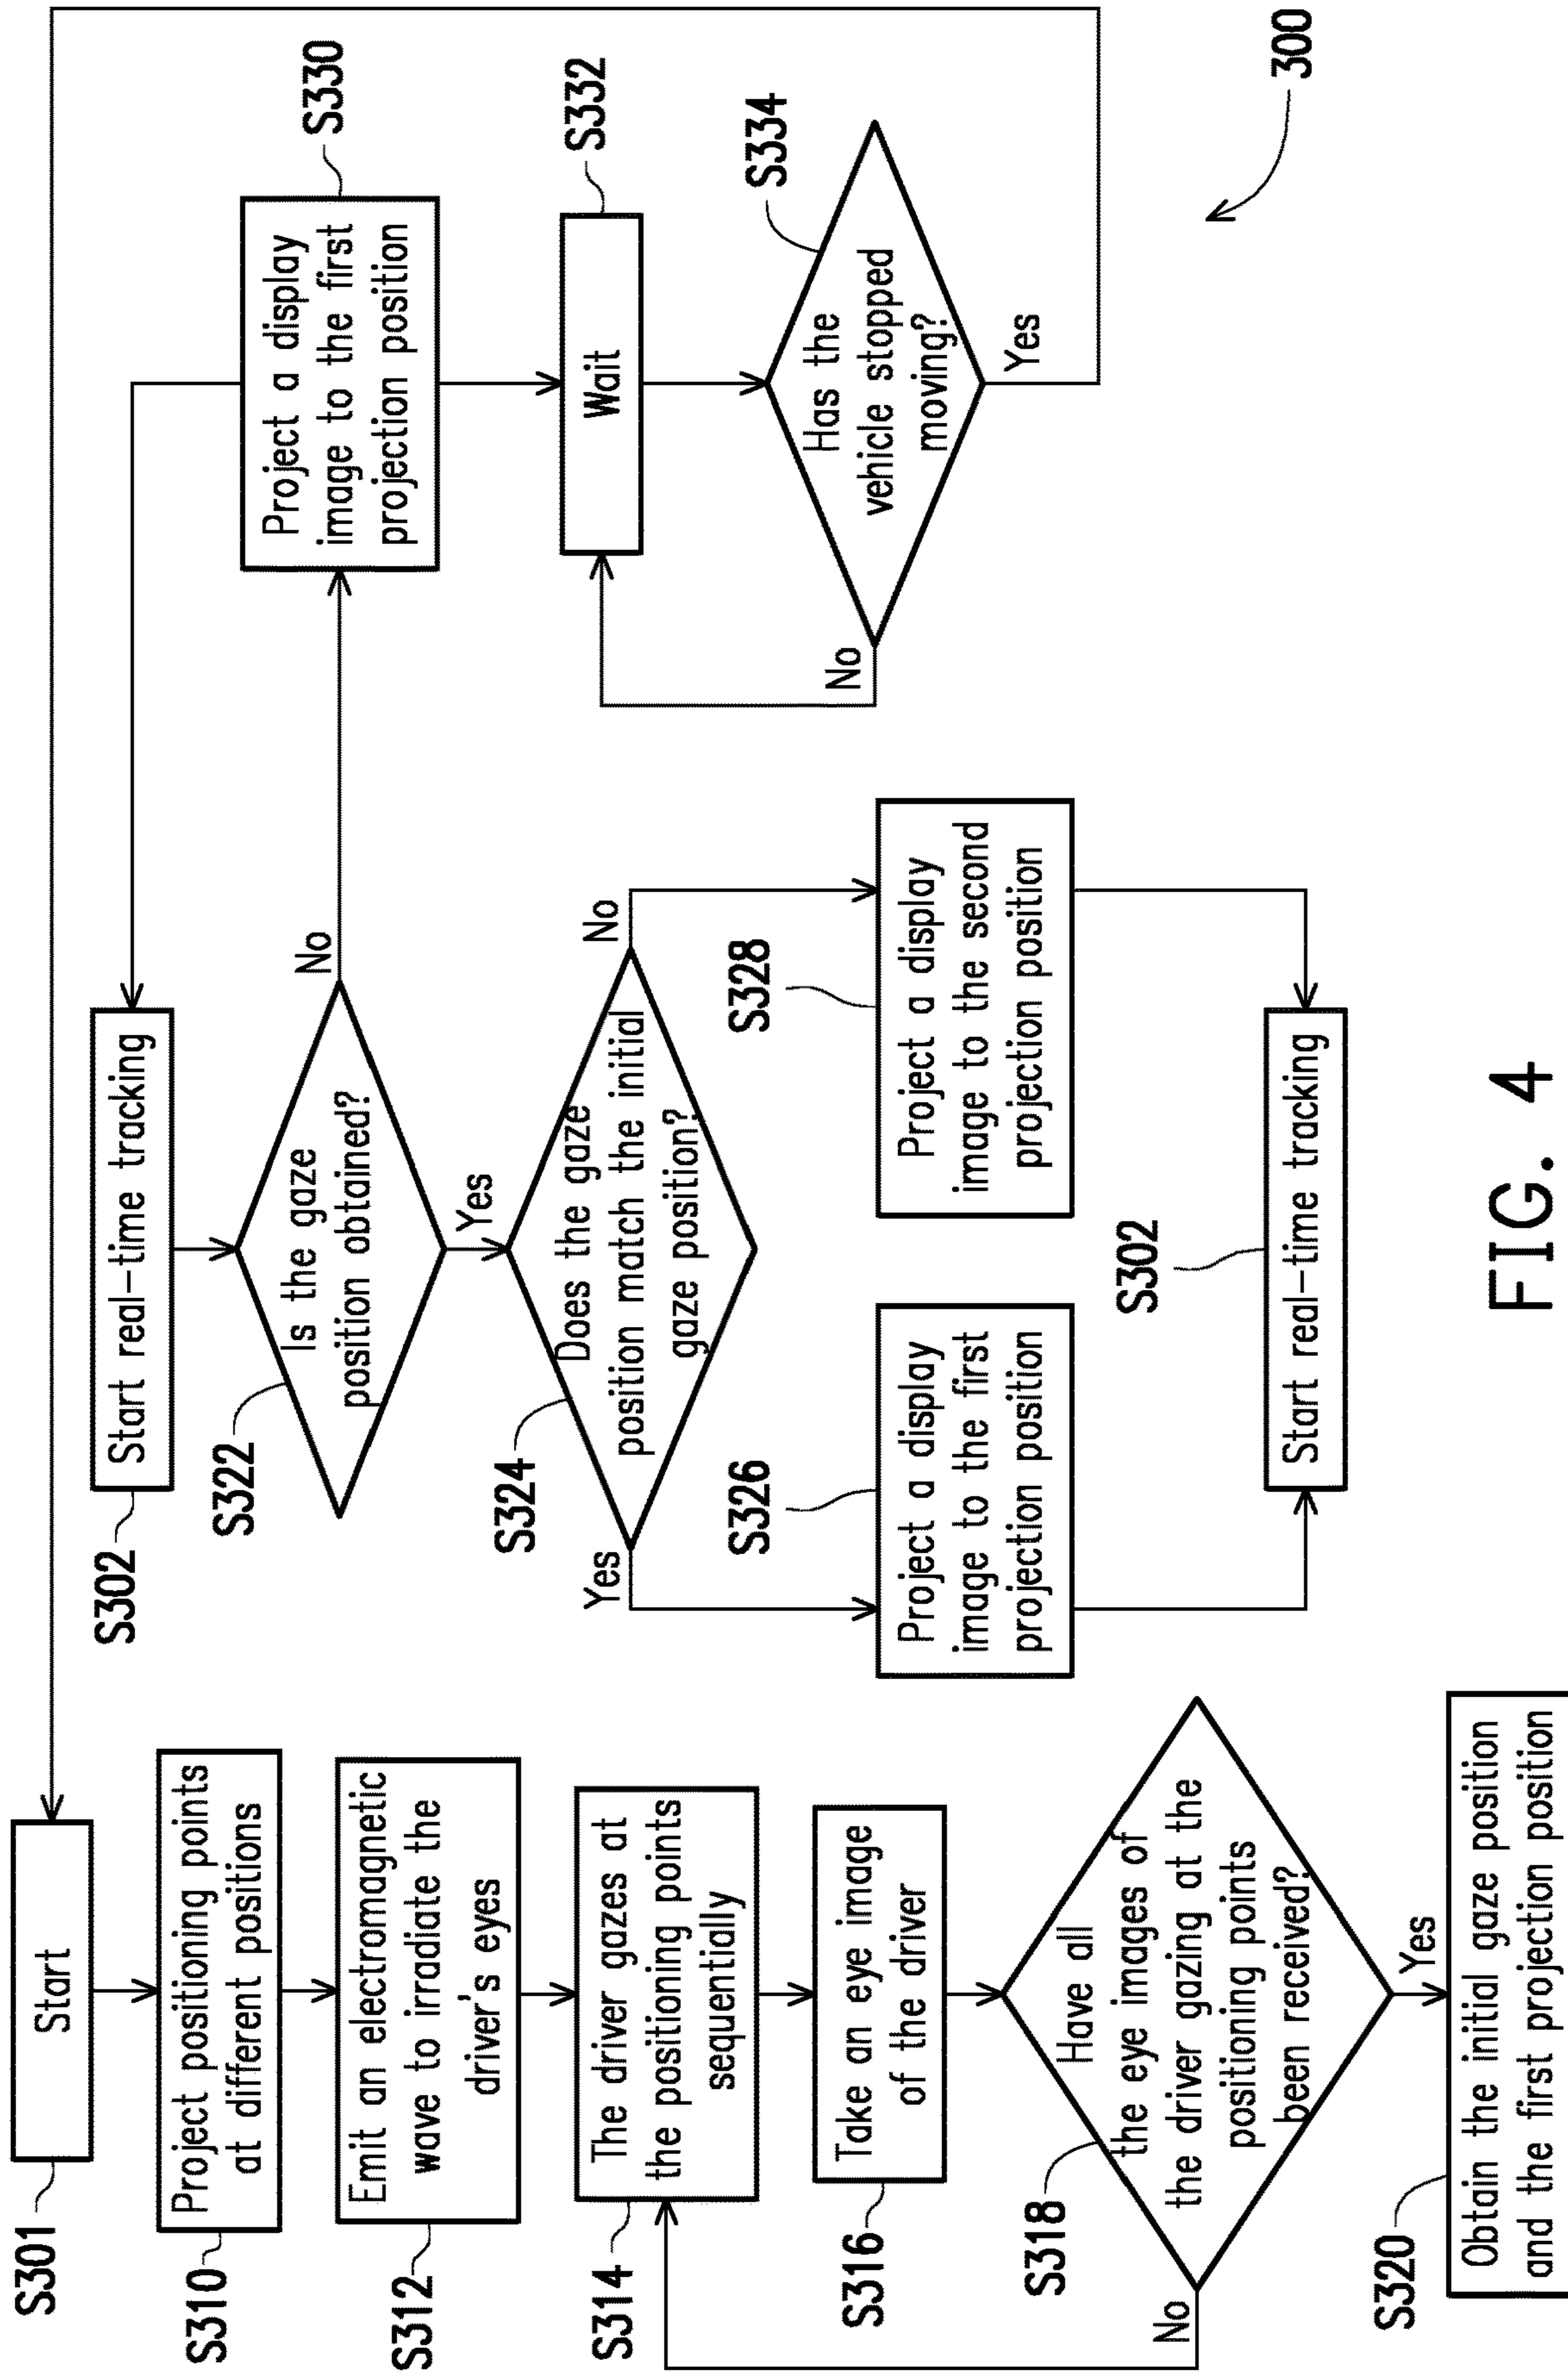 S301
Start
S310
Project positioning points
at different positions
S312
Emit an electromagnetic
wave to irradiate the
driver's eyes
S314
The driver gazes at
the positioning points
sequentially
S316
Take an eye image
of the driver
S318
Have all
the eye images of
the driver gazing at the
positioning points
been received?
No
Yes
S320
Obtain the initial gaze position
and the first projection position
S302
Start real-time tracking
S322
Is the gaze
position obtained?
No
Yes
S324
Does the gaze
position match the initial
gaze position?
Yes
No
S326
Project a display
image to the first
projection position
S328
Project a display
image to the second
projection position
S302
Start real-time tracking
S330
Project a display
image to the first
projection position
S332
Wait
S334
Has the
vehicle stopped
moving?
No
Yes
300
FIG. 4